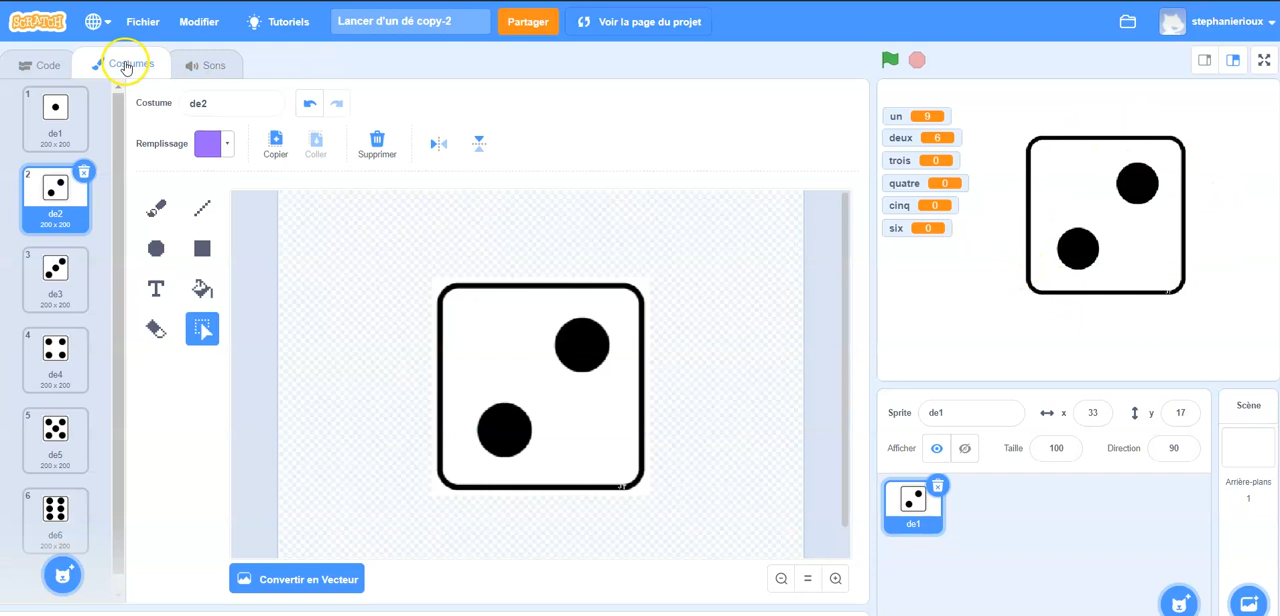 SCRATCH Fichier Modifier Tutoriels Lancer d'un dé copy-2 Partager Voir la page du projet stephanierioux
Code Costumes Sons
1
de1
200 x 200
2
de2
200 x 200
3
de3
200 x 200
4
de4
200 x 200
5
de5
200 x 200
6
de6
200 x 200
Costume de2
Remplissage Copier Coller Supprimer
T
Convertir en Vecteur
un 9
deux 6
trois 0
quatre 0
cinq 0
six 0
Sprite de1 x 33 y 17
Afficher Taille 100 Direction 90
de1
Scène
Arrière-plans
1